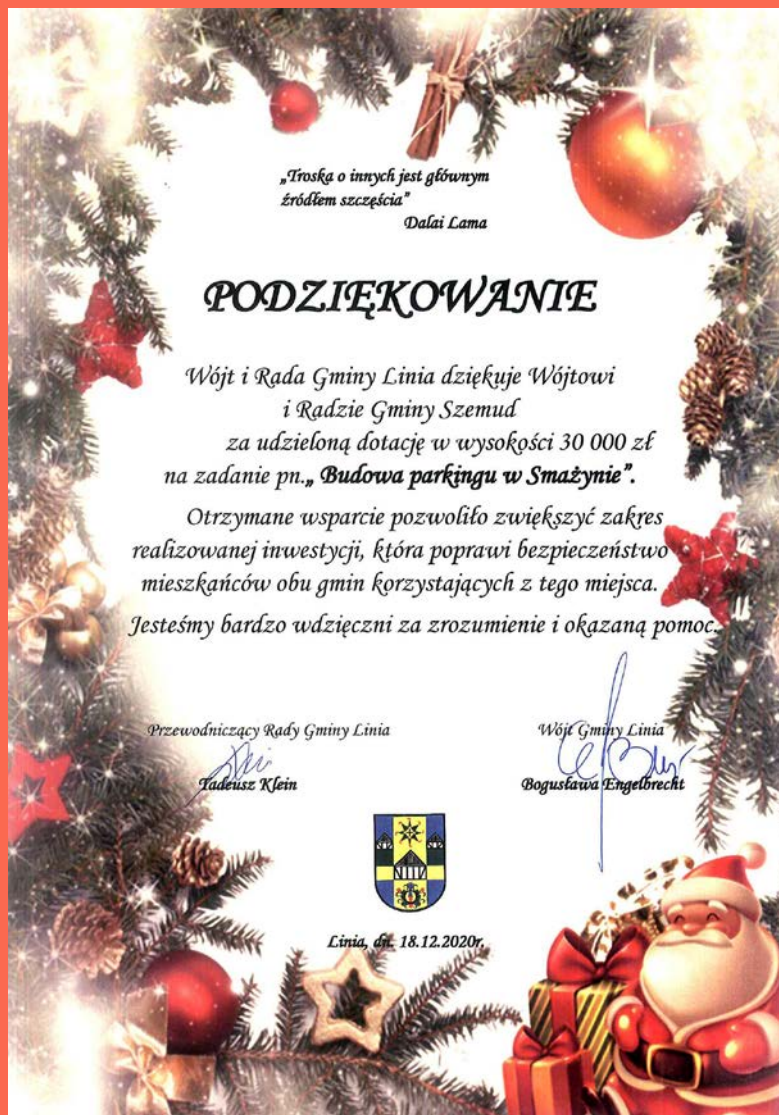 „Troska o innych jest głównym
źródłem szczęścia”
Dalai Lama
PODZIĘKOWANIE
Wójt i Rada Gminy Linia dziękuje Wójtowi
i Radzie Gminy Szemud
za udzieloną dotację w wysokości 30 000 zł
na zadanie pn.„ Budowa parkingu w Smażynie”.
Otrzymane wsparcie pozwoliło zwiększyć zakres
realizowanej inwestycji, która poprawi bezpieczeństwo
mieszkańców obu gmin korzystających z tego miejsca.
Jesteśmy bardzo wdzięczni za zrozumienie i okazaną pomoc.
Przewodniczący Rady Gminy Linia
Tadeusz Klein
Wójt Gminy Linia
Bogusława Engelbrecht
Linia, dn. 18.12.2020r.